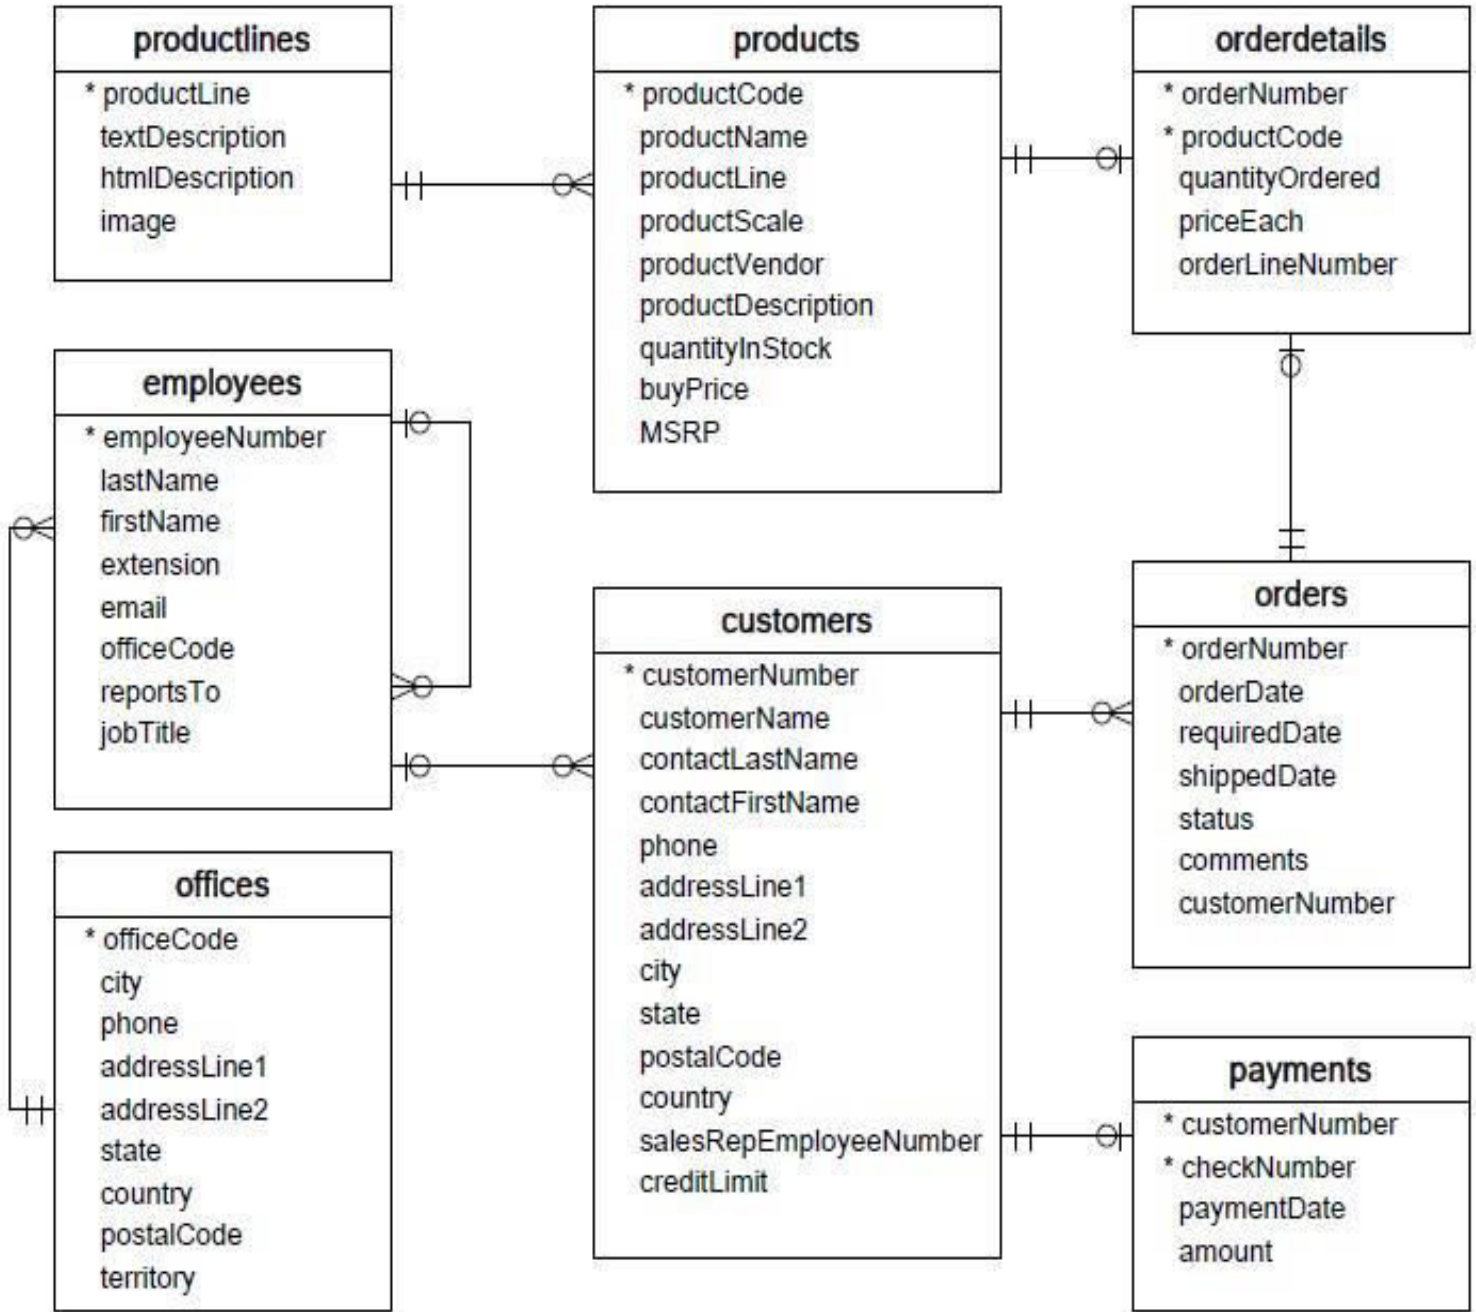 productlines
* productLine
textDescription
htmlDescription
image
products
* productCode
productName
productLine
productScale
productVendor
productDescription
quantityInStock
buyPrice
MSRP
orderdetails
* orderNumber
* productCode
quantityOrdered
priceEach
orderLineNumber
employees
* employeeNumber
lastName
firstName
extension
email
officeCode
reportsTo
jobTitle
customers
* customerNumber
customerName
contactLastName
contactFirstName
phone
addressLine1
addressLine2
city
state
postalCode
country
salesRepEmployeeNumber
creditLimit
orders
* orderNumber
orderDate
requiredDate
shippedDate
status
comments
customerNumber
offices
* officeCode
city
phone
addressLine1
addressLine2
state
country
postalCode
territory
payments
* customerNumber
* checkNumber
paymentDate
amount